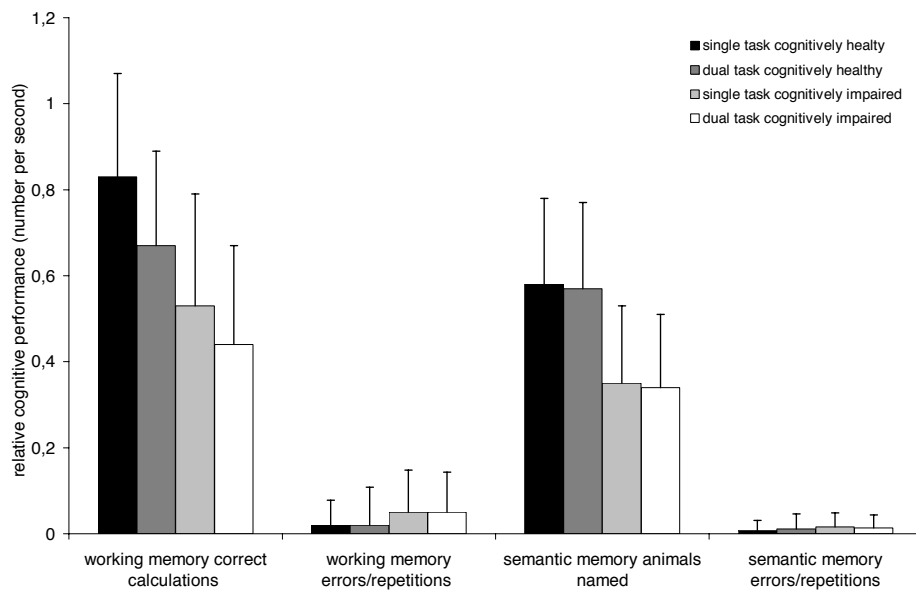 relative cognitive performance (number per second)
1,2
1
0,8
0,6
0,4
0,2
0
single task cognitively healty
dual task cognitively healthy
single task cognitively impaired
dual task cognitively impaired
working memory correct
calculations
working memory
errors/repetitions
semantic memory animals
named
semantic memory
errors/repetitions